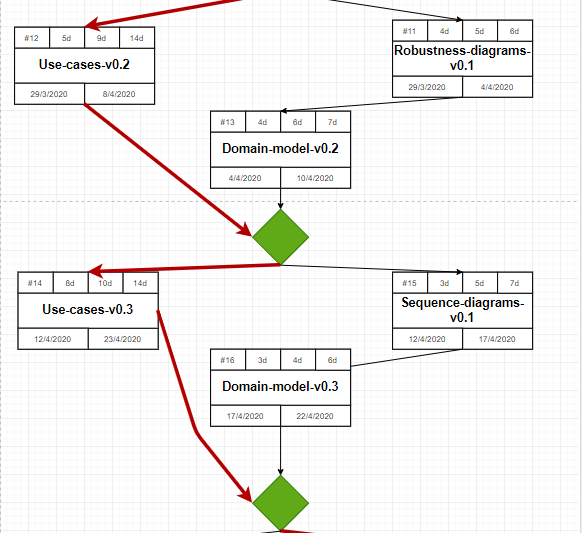 #12 5d 9d 14d
Use-cases-v0.2
29/3/2020 8/4/2020
#11 4d 5d 6d
Robustness-diagrams-
v0.1
29/3/2020 4/4/2020
#13 4d 6d 7d
Domain-model-v0.2
4/4/2020 10/4/2020
#14 8d 10d 14d
Use-cases-v0.3
12/4/2020 23/4/2020
#15 3d 5d 7d
Sequence-diagrams-
v0.1
12/4/2020 17/4/2020
#16 3d 4d 6d
Domain-model-v0.3
17/4/2020 22/4/2020